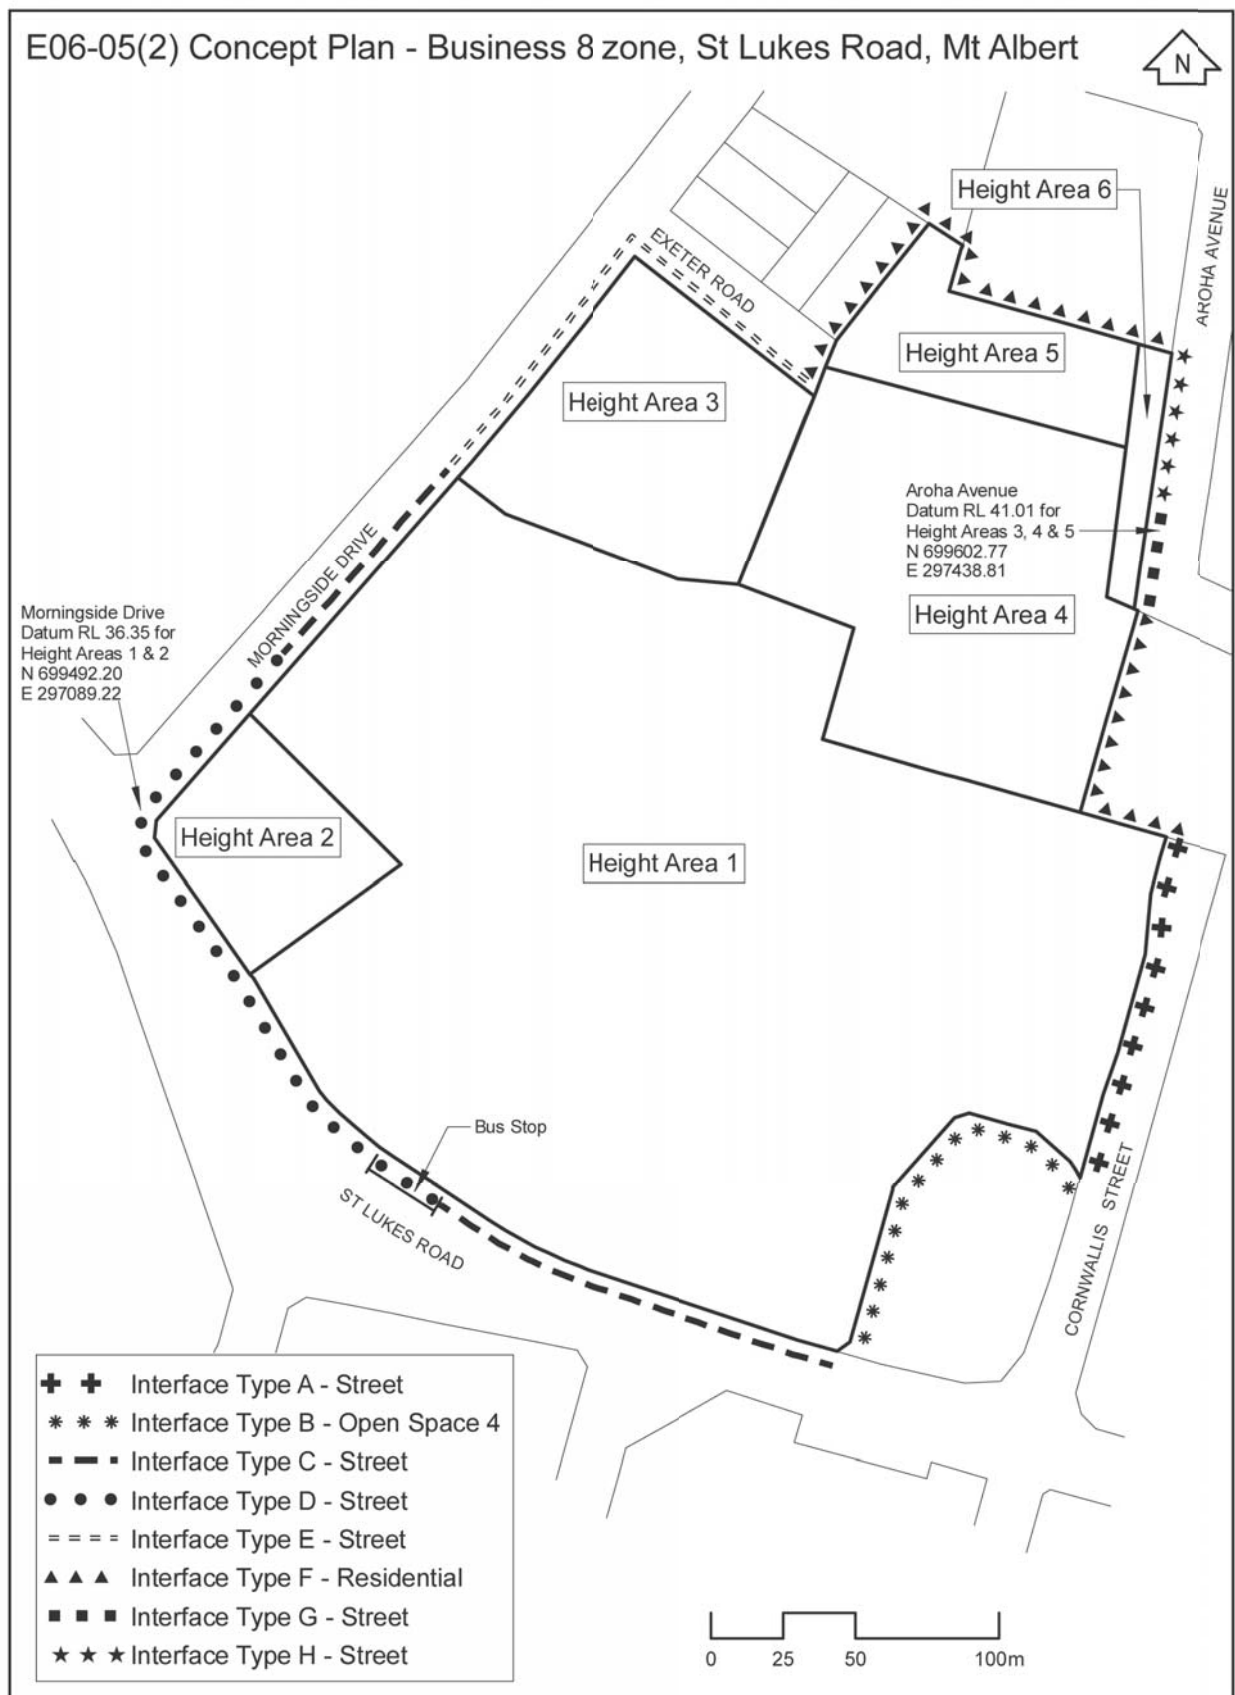 E06-05(2) Concept Plan - Business 8 zone, St Lukes Road, Mt Albert
N
Height Area 6
AROHA AVENUE
EXETER ROAD
Height Area 5
Height Area 3
Aroha Avenue
Datum RL 41.01 for
Height Areas 3, 4 & 5
N 699602.77
E 297438.81
MORNINGSIDE DRIVE
Height Area 4
Morningside Drive
Datum RL 36.35 for
Height Areas 1 & 2
N 699492.20
E 297089.22
Height Area 2
Height Area 1
Bus Stop
ST LUKES ROAD
CORNWALLIS STREET
Interface Type A - Street
Interface Type B - Open Space 4
Interface Type C - Street
Interface Type D - Street
Interface Type E - Street
Interface Type F - Residential
Interface Type G - Street
Interface Type H - Street
0 25 50 100m